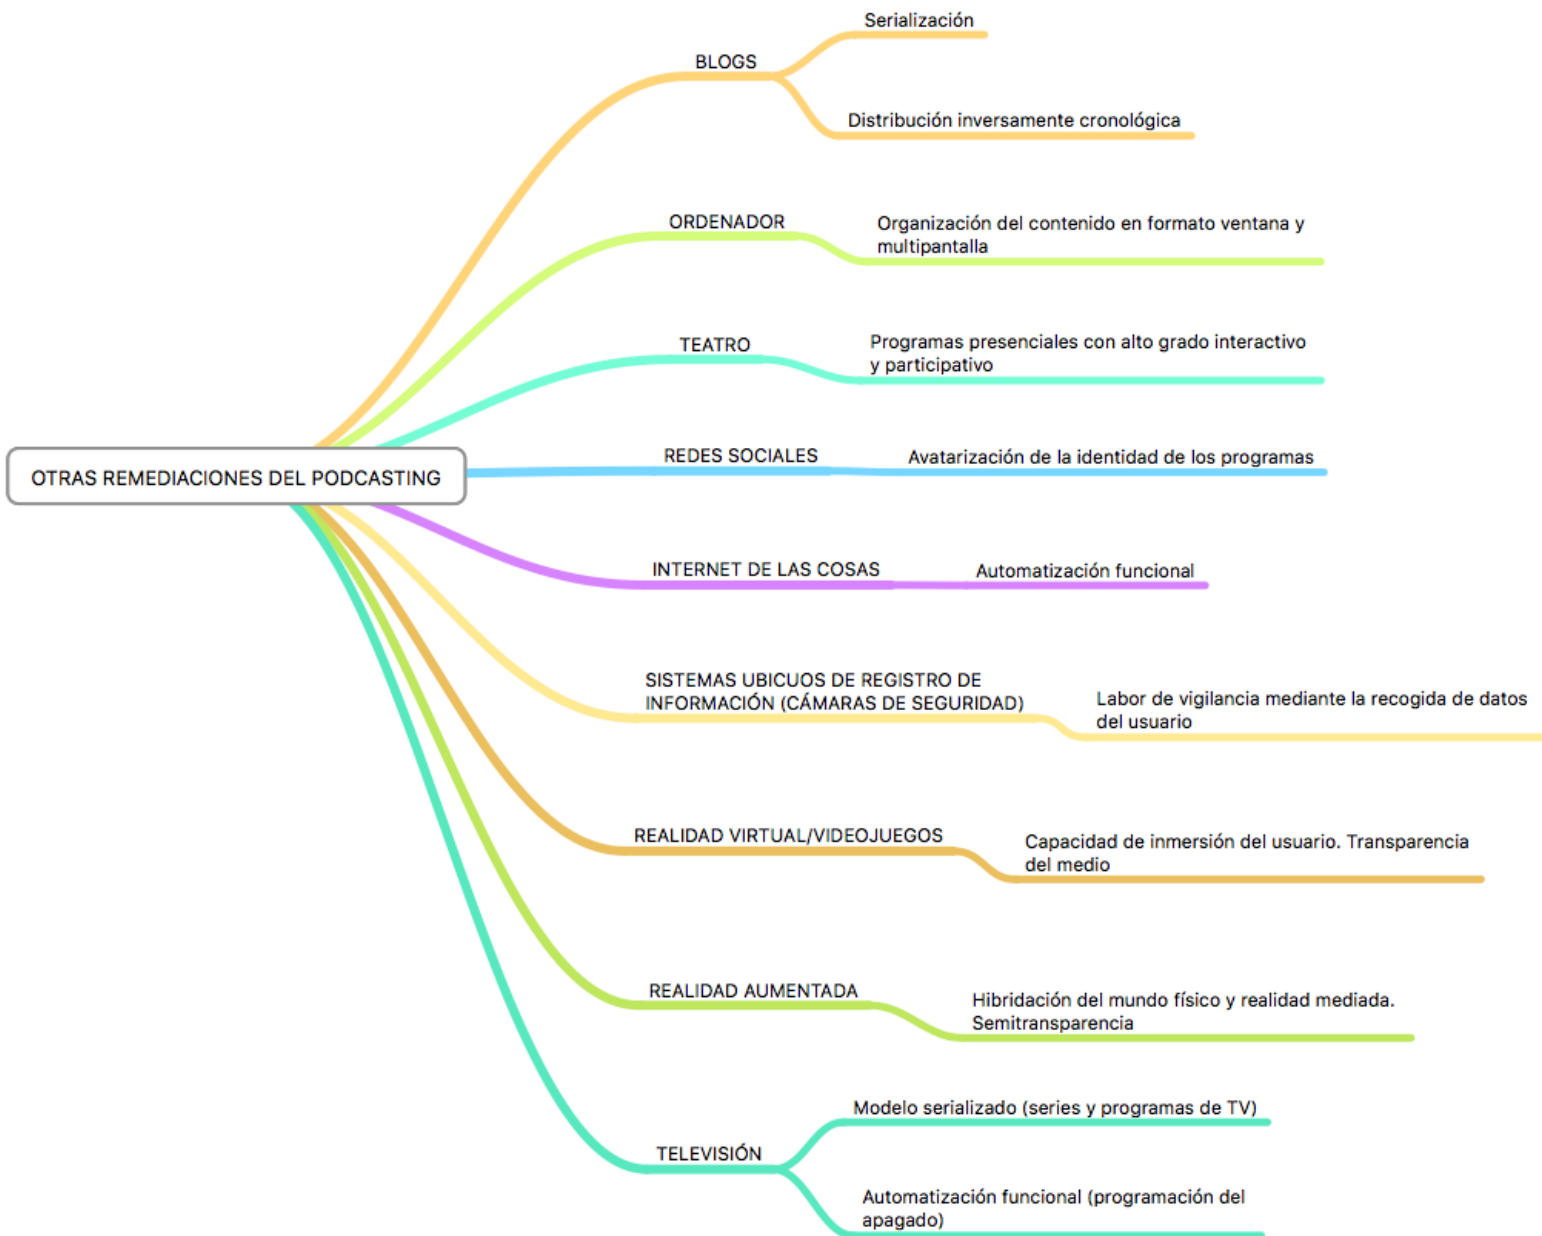 Serialización
BLOGS
Distribución inversamente cronológica
ORDENADOR
Organización del contenido en formato ventana y
multipantalla
TEATRO
Programas presenciales con alto grado interactivo
y participativo
REDES SOCIALES
Avatarización de la identidad de los programas
OTRAS REMEDIACIONES DEL PODCASTING
INTERNET DE LAS COSAS
Automatización funcional
SISTEMAS UBICUOS DE REGISTRO DE
INFORMACIÓN (CÁMARAS DE SEGURIDAD)
Labor de vigilancia mediante la recogida de datos
del usuario
REALIDAD VIRTUAL/VIDEOJUEGOS
Capacidad de inmersión del usuario. Transparencia
del medio
REALIDAD AUMENTADA
Hibridación del mundo físico y realidad mediada.
Semitransparencia
Modelo serializado (series y programas de TV)
TELEVISIÓN
Automatización funcional (programación del
apagado)